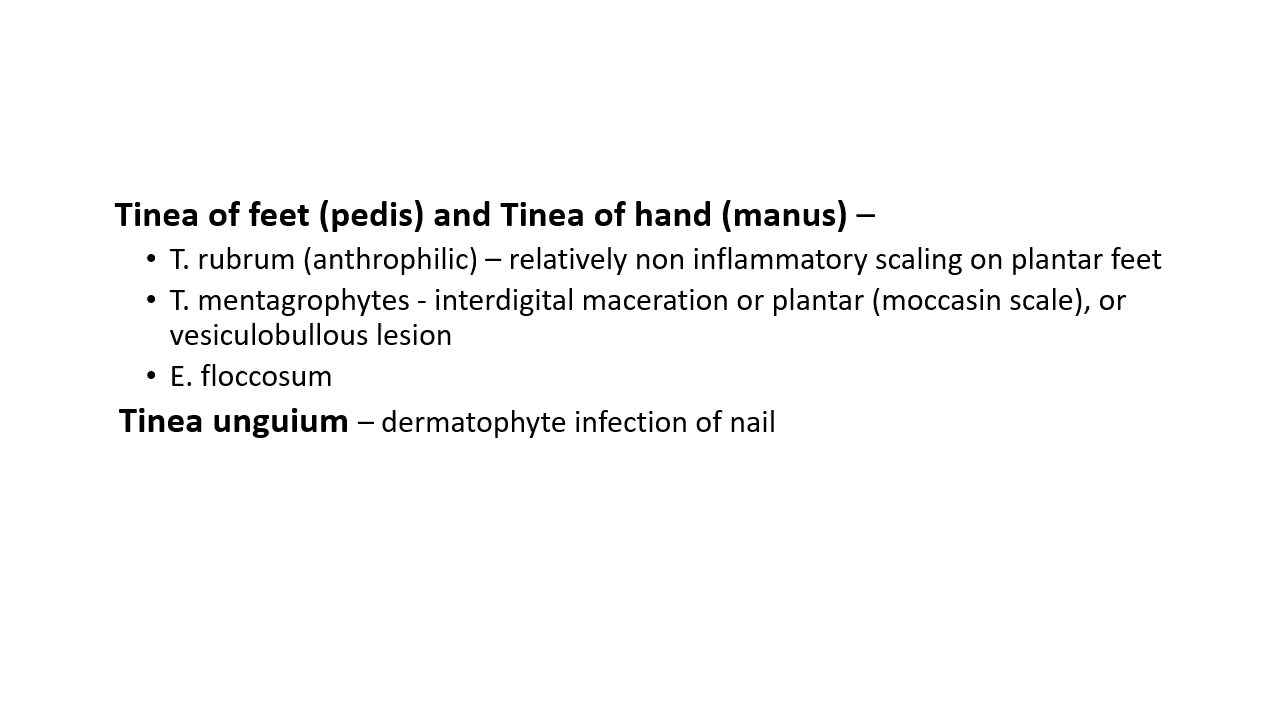 Tinea of feet (pedis) and Tinea of hand (manus) –
• T. rubrum (anthrophilic) – relatively non inflammatory scaling on plantar feet
• T. mentagrophytes - interdigital maceration or plantar (moccasin scale), or
vesiculobullous lesion
• E. floccosum
Tinea unguium – dermatophyte infection of nail